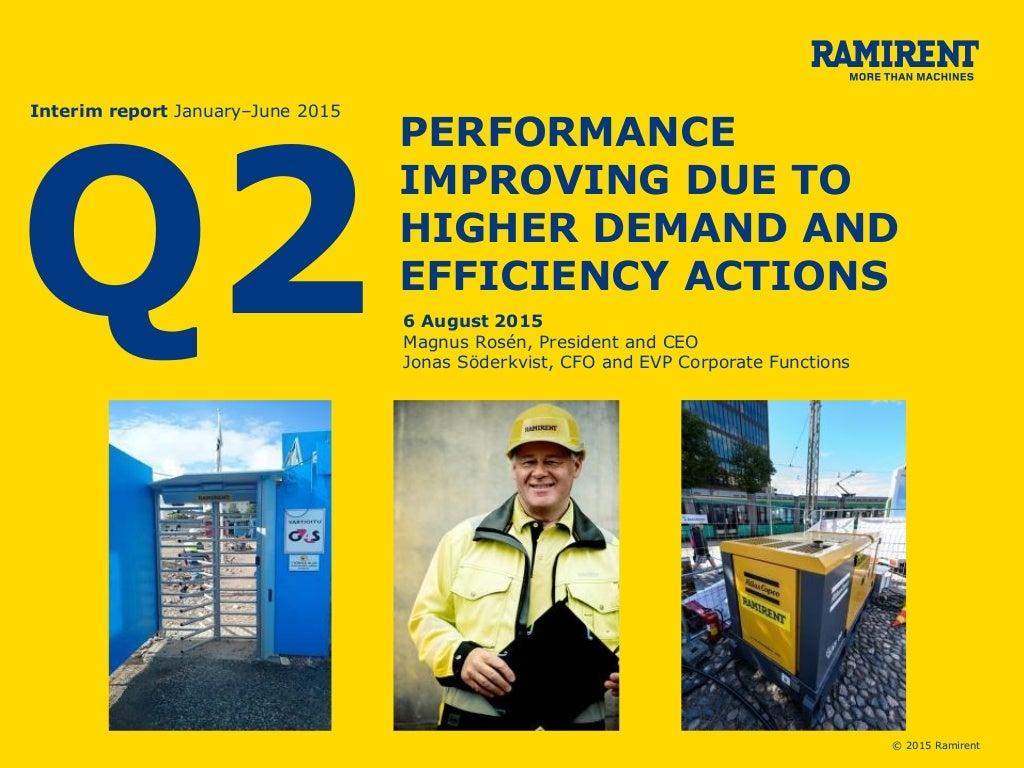 RAMIRENT
MORE THAN MACHINES
Interim report January–June 2015
Q2
PERFORMANCE
IMPROVING DUE TO
HIGHER DEMAND AND
EFFICIENCY ACTIONS
6 August 2015
Magnus Rosén, President and CEO
Jonas Söderkvist, CFO and EVP Corporate Functions
RAMIRENT
VARTIOITU
G4S
RAMIRENT
Atlas Copco
RAMIRENT
© 2015 Ramirent